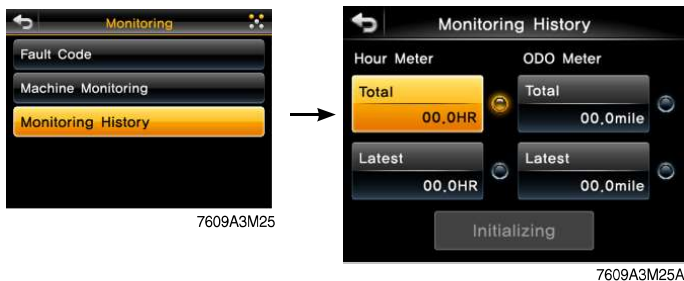 Monitoring
Fault Code
Machine Monitoring
Monitoring History
7609A3M25
Monitoring History
Hour Meter
ODO Meter
Total
00.0HR
Total
00.0mile
Latest
00.0HR
Latest
00.0mile
Initializing
7609A3M25A